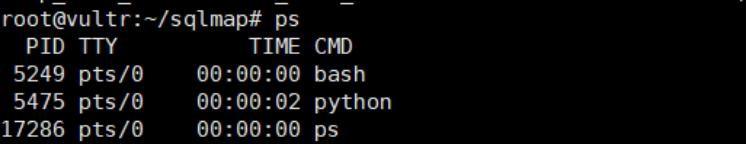 root@vultr:~/sqlmap# ps
  PID TTY          TIME CMD
 5249 pts/0    00:00:00 bash
 5475 pts/0    00:00:02 python
17286 pts/0    00:00:00 ps